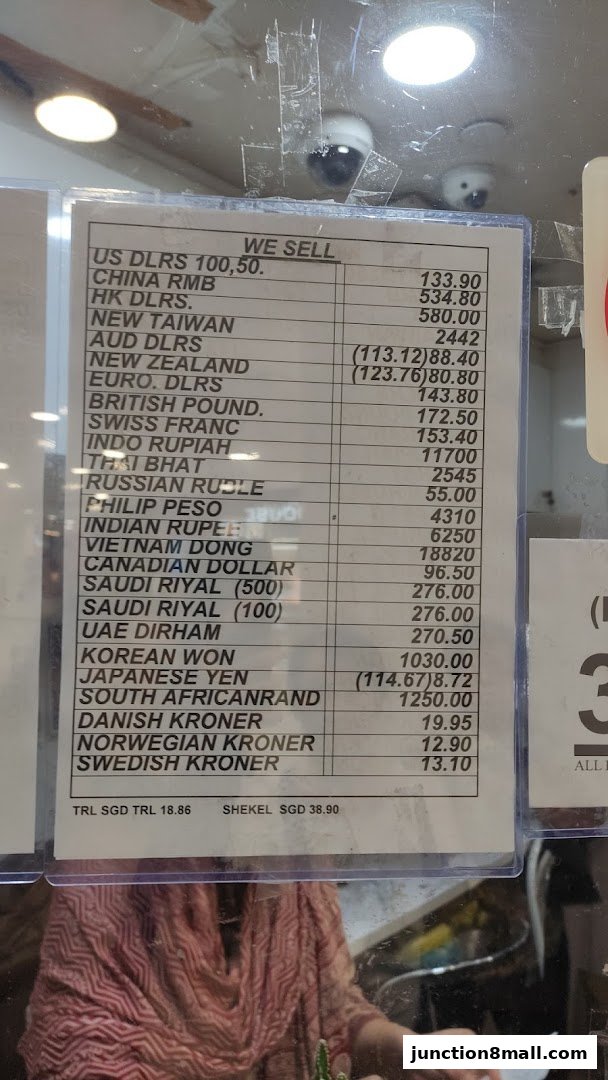 WE SELL
US DLRS 100,50. 133.90
CHINA RMB 534.80
HK DLRS. 580.00
NEW TAIWAN 2442
AUD DLRS (113.12)88.40
NEW ZEALAND (123.76)80.80
EURO. DLRS 143.80
BRITISH POUND. 172.50
SWISS FRANC 153.40
INDO RUPIAH 11700
THAI BHAT 2545
RUSSIAN RUBLE 55.00
PHILIP PESO 4310
INDIAN RUPEE 6250
VIETNAM DONG 18820
CANADIAN DOLLAR 96.50
SAUDI RIYAL (500) 276.00
SAUDI RIYAL (100) 276.00
UAE DIRHAM 270.50
KOREAN WON 1030.00
JAPANESE YEN (114.67)8.72
SOUTH AFRICANRAND 1250.00
DANISH KRONER 19.95
NORWEGIAN KRONER 12.90
SWEDISH KRONER 13.10
TRL SGD TRL 18.86 SHEKEL SGD 38.90
3
ALL
junction8mall.com